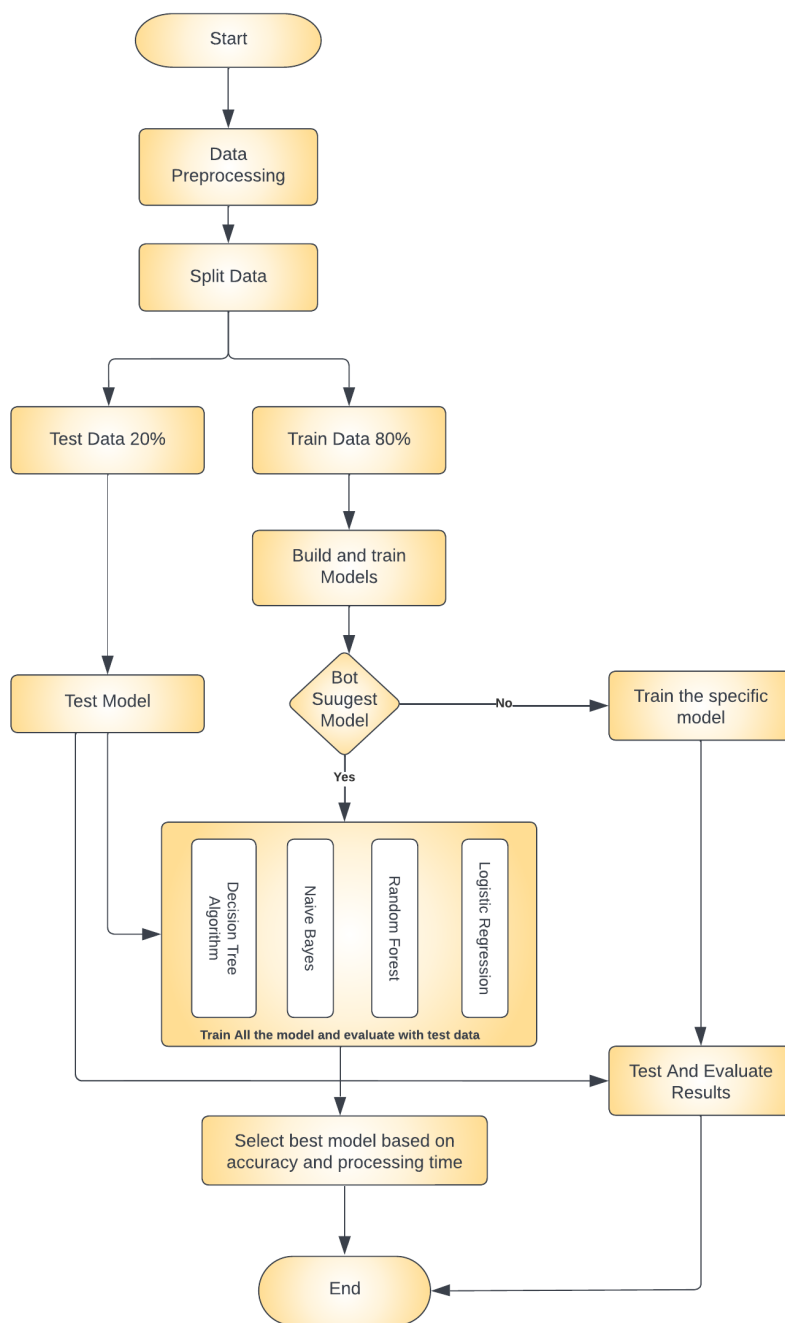 Start
Data
Preprocessing
Split Data
Test Data 20%
Train Data 80%
Build and train
Models
Test Model
Bot
Suugest
Model
No
Train the specific
model
Yes
Decision Tree
Algorithm
Naive Bayes
Random Forest
Logistic Regression
Train All the model and evaluate with test data
Test And Evaluate
Results
Select best model based on
accuracy and processing time
End